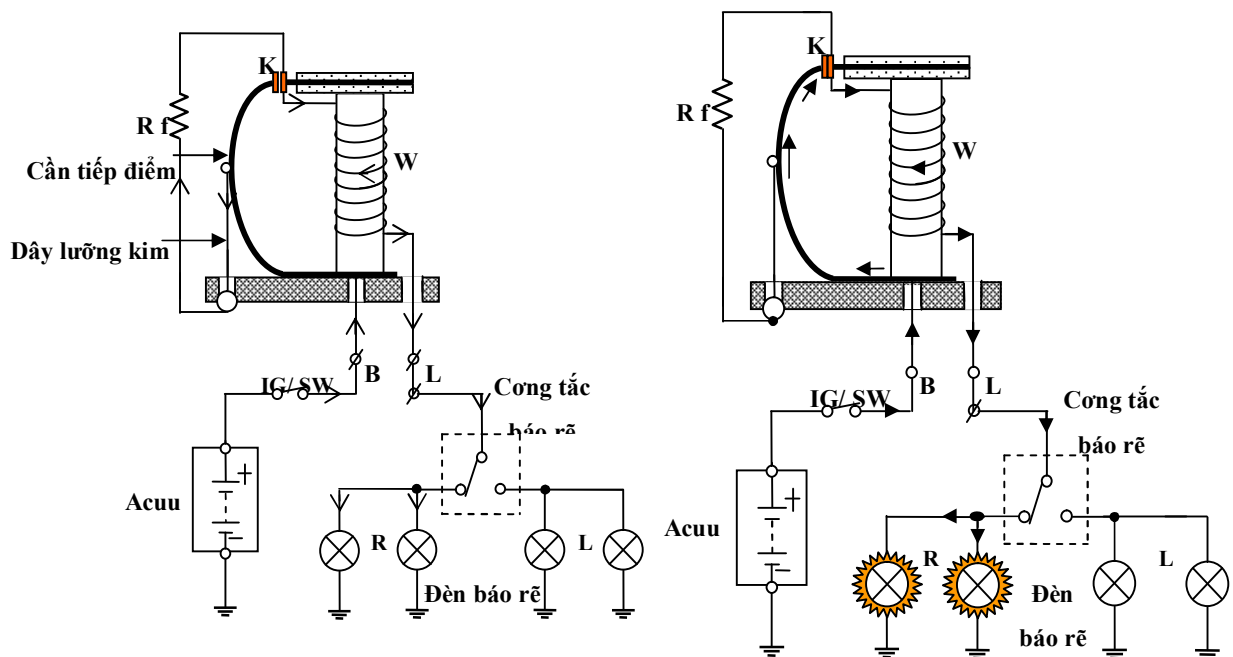 K
R f
W
Cần tiếp điểm
Dây lưỡng kim
B
L
IG/ SW
Cơng tắc
báo rẽ
Acuu
+
−
R
L
Đèn báo rẽ
K
R f
W
B
L
IG/ SW
Cơng tắc
báo rẽ
Acuu
+
−
R
L
Đèn
báo rẽ